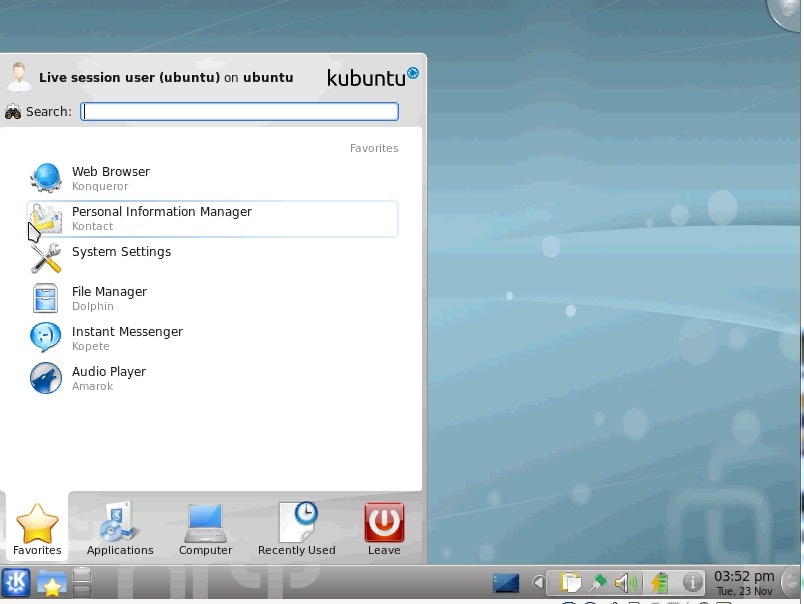 Live session user (ubuntu) on ubuntu
kubuntu
Search:
Favorites
Web Browser
Konqueror
Personal Information Manager
Kontact
System Settings
File Manager
Dolphin
Instant Messenger
Kopete
Audio Player
Amarok
Favorites
Applications
Computer
Recently Used
Leave
03:52 pm
Tue, 23 Nov